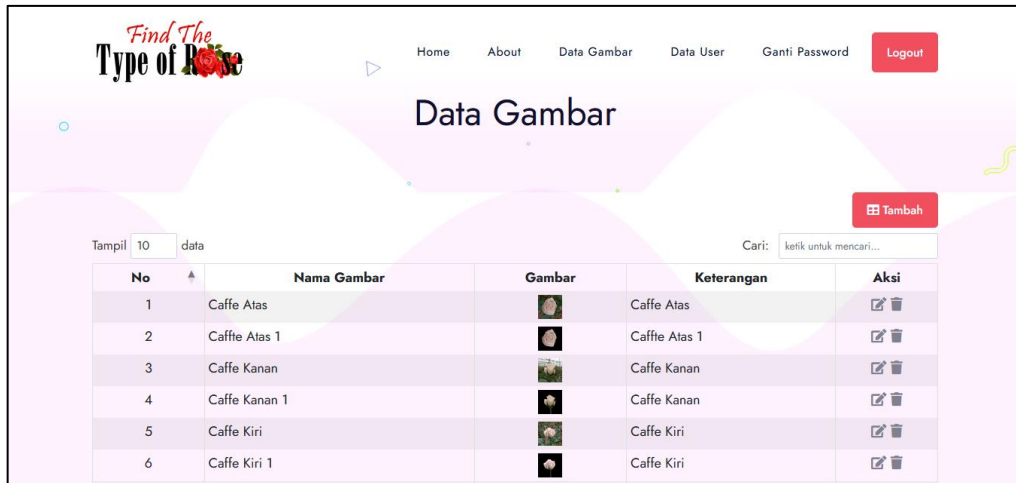 Find The
Type of Rose
Home About Data Gambar Data User Ganti Password Logout
Data Gambar
Tambah
Tampil 10 data Cari: ketik untuk mencari...
No Nama Gambar Gambar Keterangan Aksi
1 Caffe Atas Caffe Atas
2 Caffte Atas 1 Caffte Atas 1
3 Caffe Kanan Caffe Kanan
4 Caffe Kanan 1 Caffe Kanan
5 Caffe Kiri Caffe Kiri
6 Caffe Kiri 1 Caffe Kiri